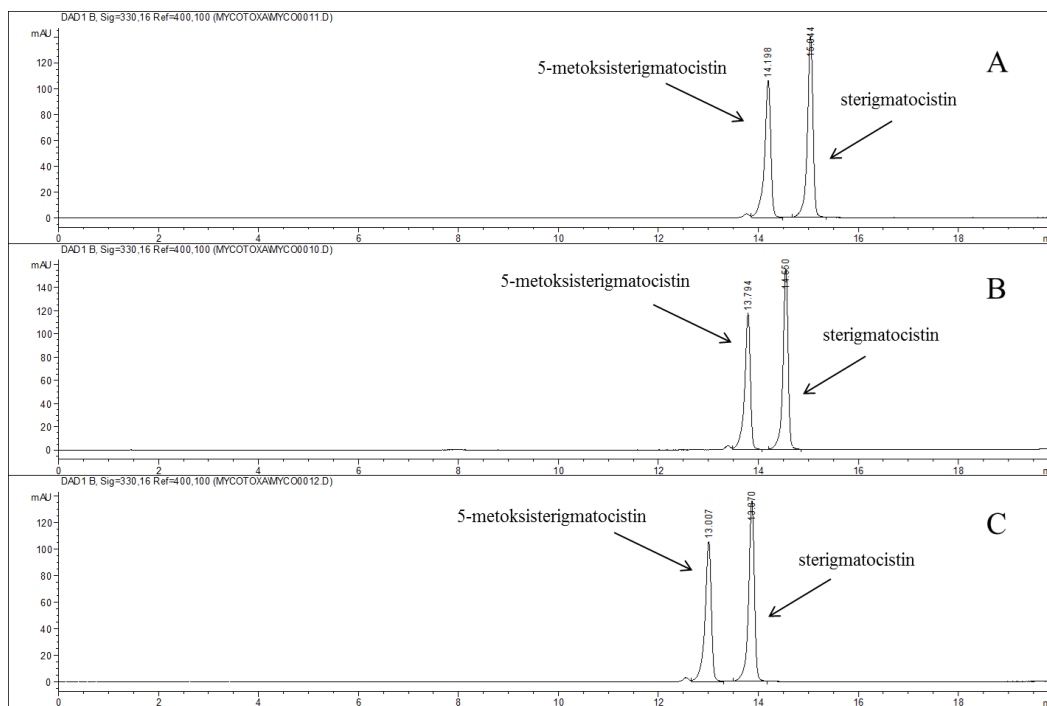 DAD1 B, Sig=330,16 Ref=400,100 (MYCOTOXA\MYCO0011.D)
mAU
120
100
80
60
40
20
0
5-metoksisterigmatocistin
14.198
15.044
sterigmatocistin
A
0 2 4 6 8 10 12 14 16 18
DAD1 B, Sig=330,16 Ref=400,100 (MYCOTOXA\MYCO0010.D)
mAU
140
120
100
80
60
40
20
0
5-metoksisterigmatocistin
13.794
14.550
sterigmatocistin
B
0 2 4 6 8 10 12 14 16 18
DAD1 B, Sig=330,16 Ref=400,100 (MYCOTOXA\MYCO0012.D)
mAU
120
100
80
60
40
20
0
5-metoksisterigmatocistin
13.007
13.870
sterigmatocistin
C
0 2 4 6 8 10 12 14 16 18